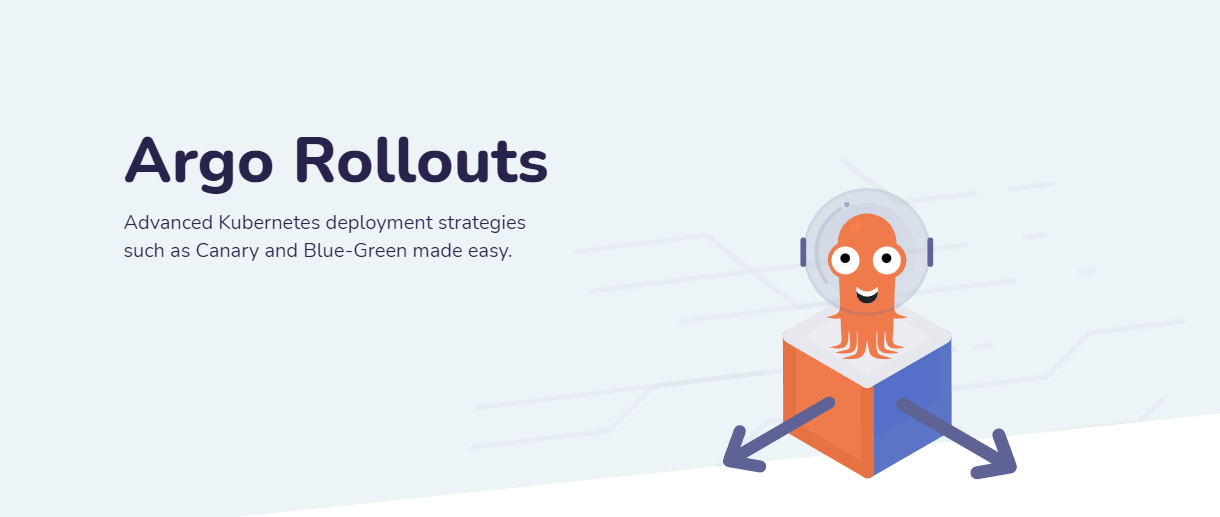 Argo Rollouts
Advanced Kubernetes deployment strategies
such as Canary and Blue-Green made easy.